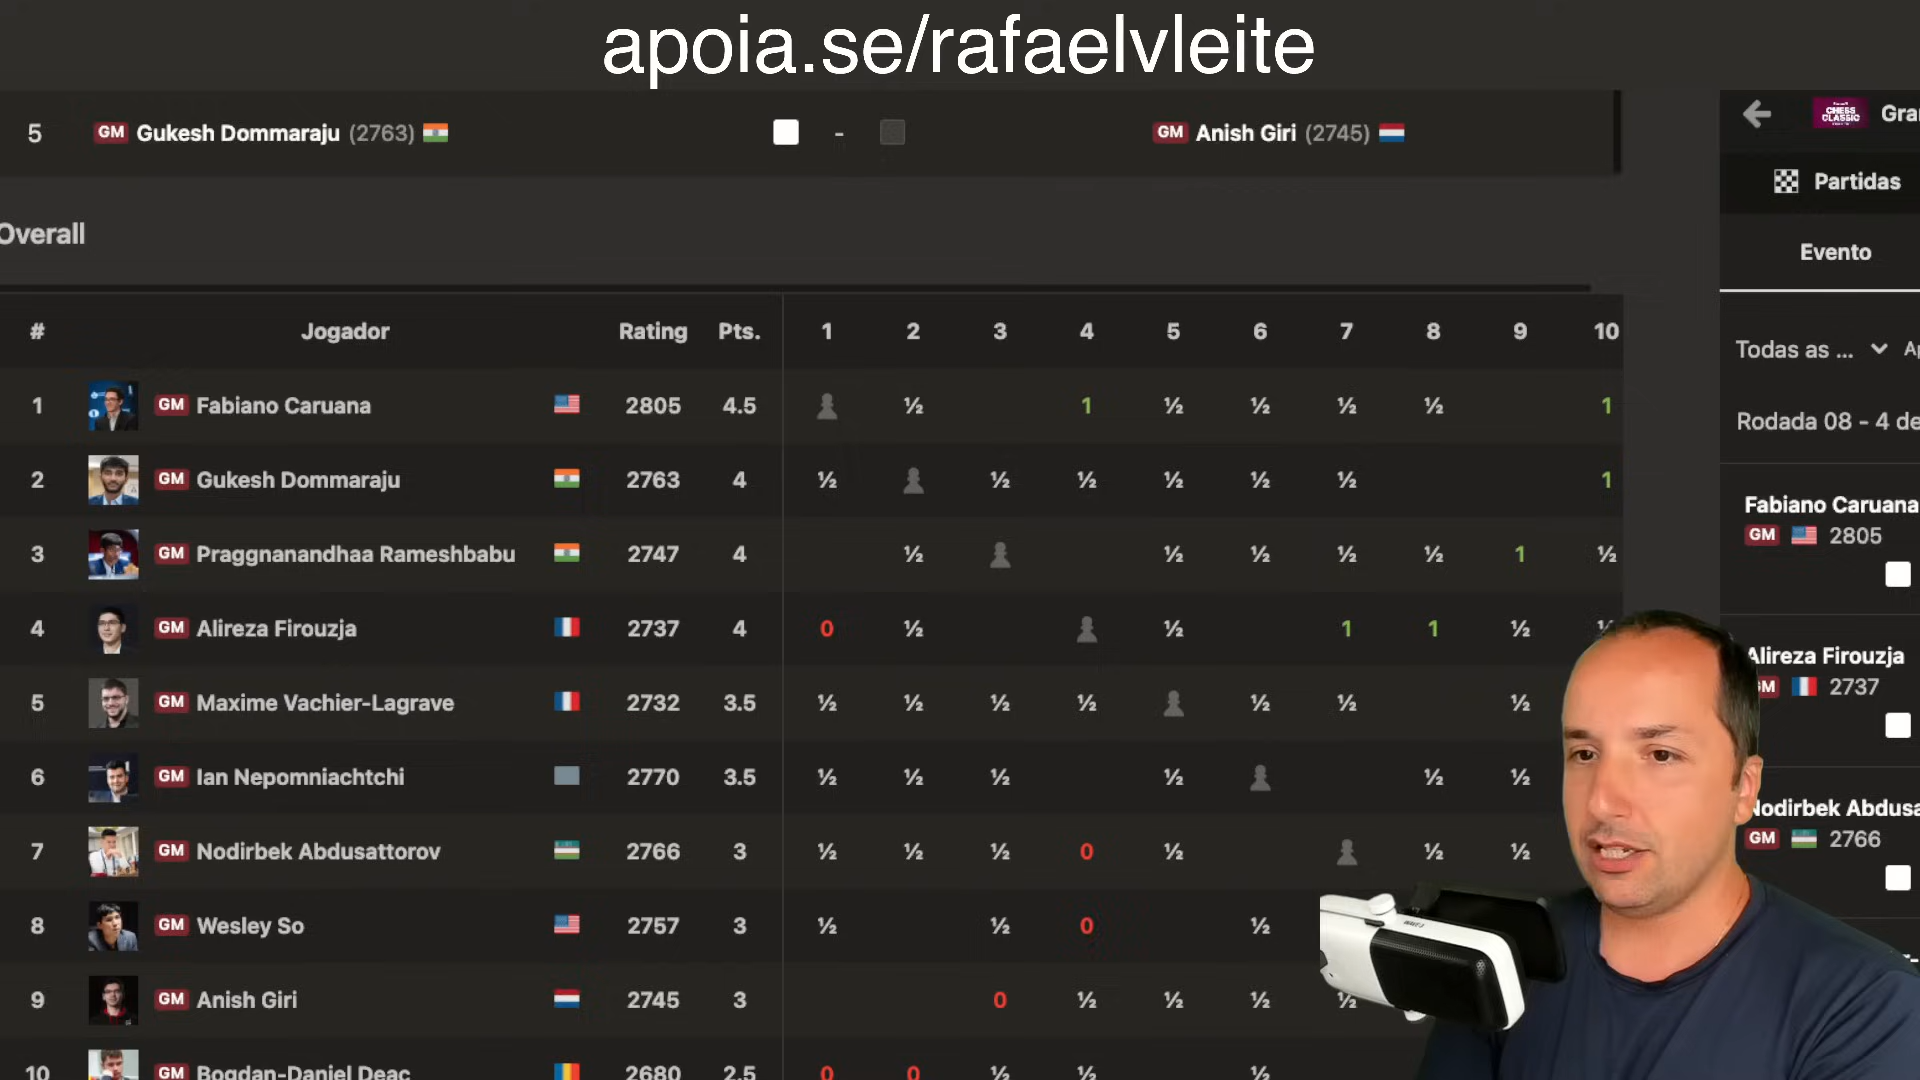 apoia.se/rafaelvleite
5 GM Gukesh Dommaraju (2763) - GM Anish Giri (2745)
Overall
# Jogador Rating Pts. 1 2 3 4 5 6 7 8 9 10
1 GM Fabiano Caruana 2805 4.5 ½ 1 ½ ½ ½ ½ 1
2 GM Gukesh Dommaraju 2763 4 ½ ½ ½ ½ ½ ½ 1
3 GM Praggnanandhaa Rameshbabu 2747 4 ½ ½ ½ ½ ½ 1 ½
4 GM Alireza Firouzja 2737 4 0 ½ ½ 1 1 ½ ½
5 GM Maxime Vachier-Lagrave 2732 3.5 ½ ½ ½ ½ ½ ½ ½
6 GM Ian Nepomniachtchi 2770 3.5 ½ ½ ½ ½ ½ ½
7 GM Nodirbek Abdusattorov 2766 3 ½ ½ ½ 0 ½ ½ ½
8 GM Wesley So 2757 3 ½ ½ 0 ½
9 GM Anish Giri 2745 3 0 ½ ½ ½ ½
10 GM Bogdan-Daniel Deac 2680 2.5 0 0 ½ ½ ½
CHESS
CLASSIC
Gra
Partidas
Evento
Todas as ... Ap
Rodada 08 - 4 de
Fabiano Caruana
GM 2805
Alireza Firouzja
GM 2737
Nodirbek Abdusa
GM 2766